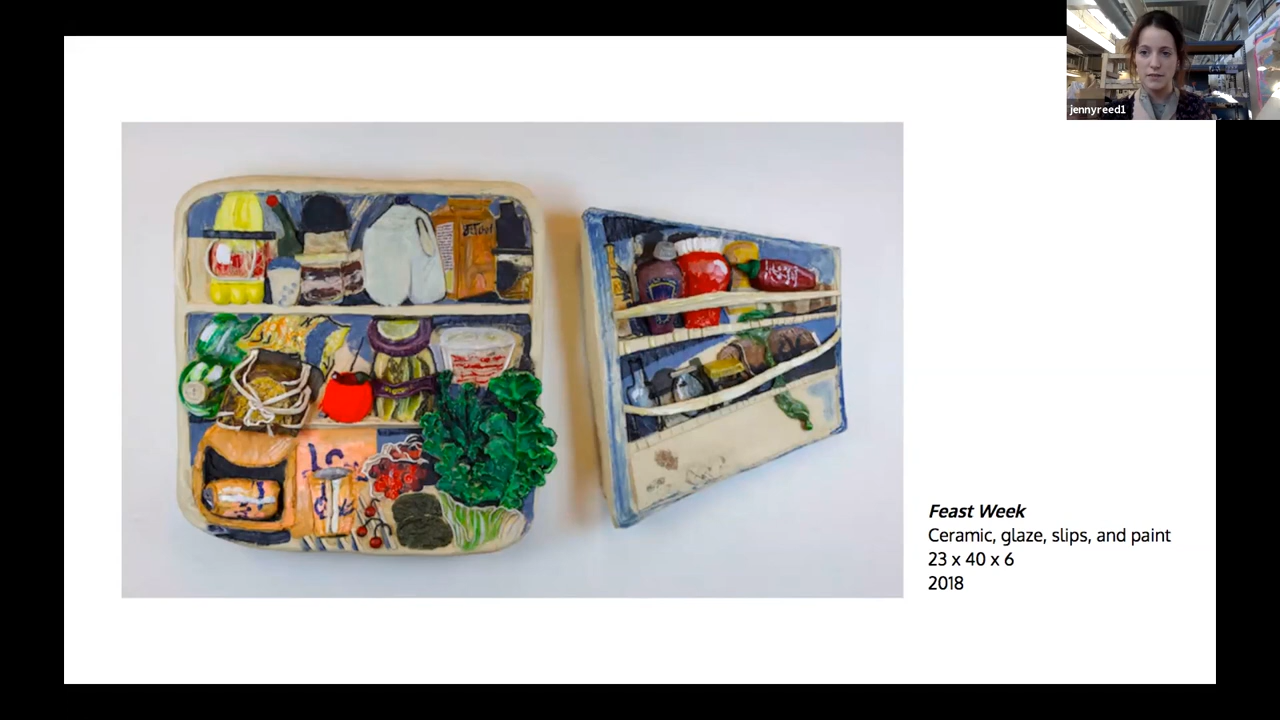 jennyreed1
Feast Week
Ceramic, glaze, slips, and paint
23 x 40 x 6
2018